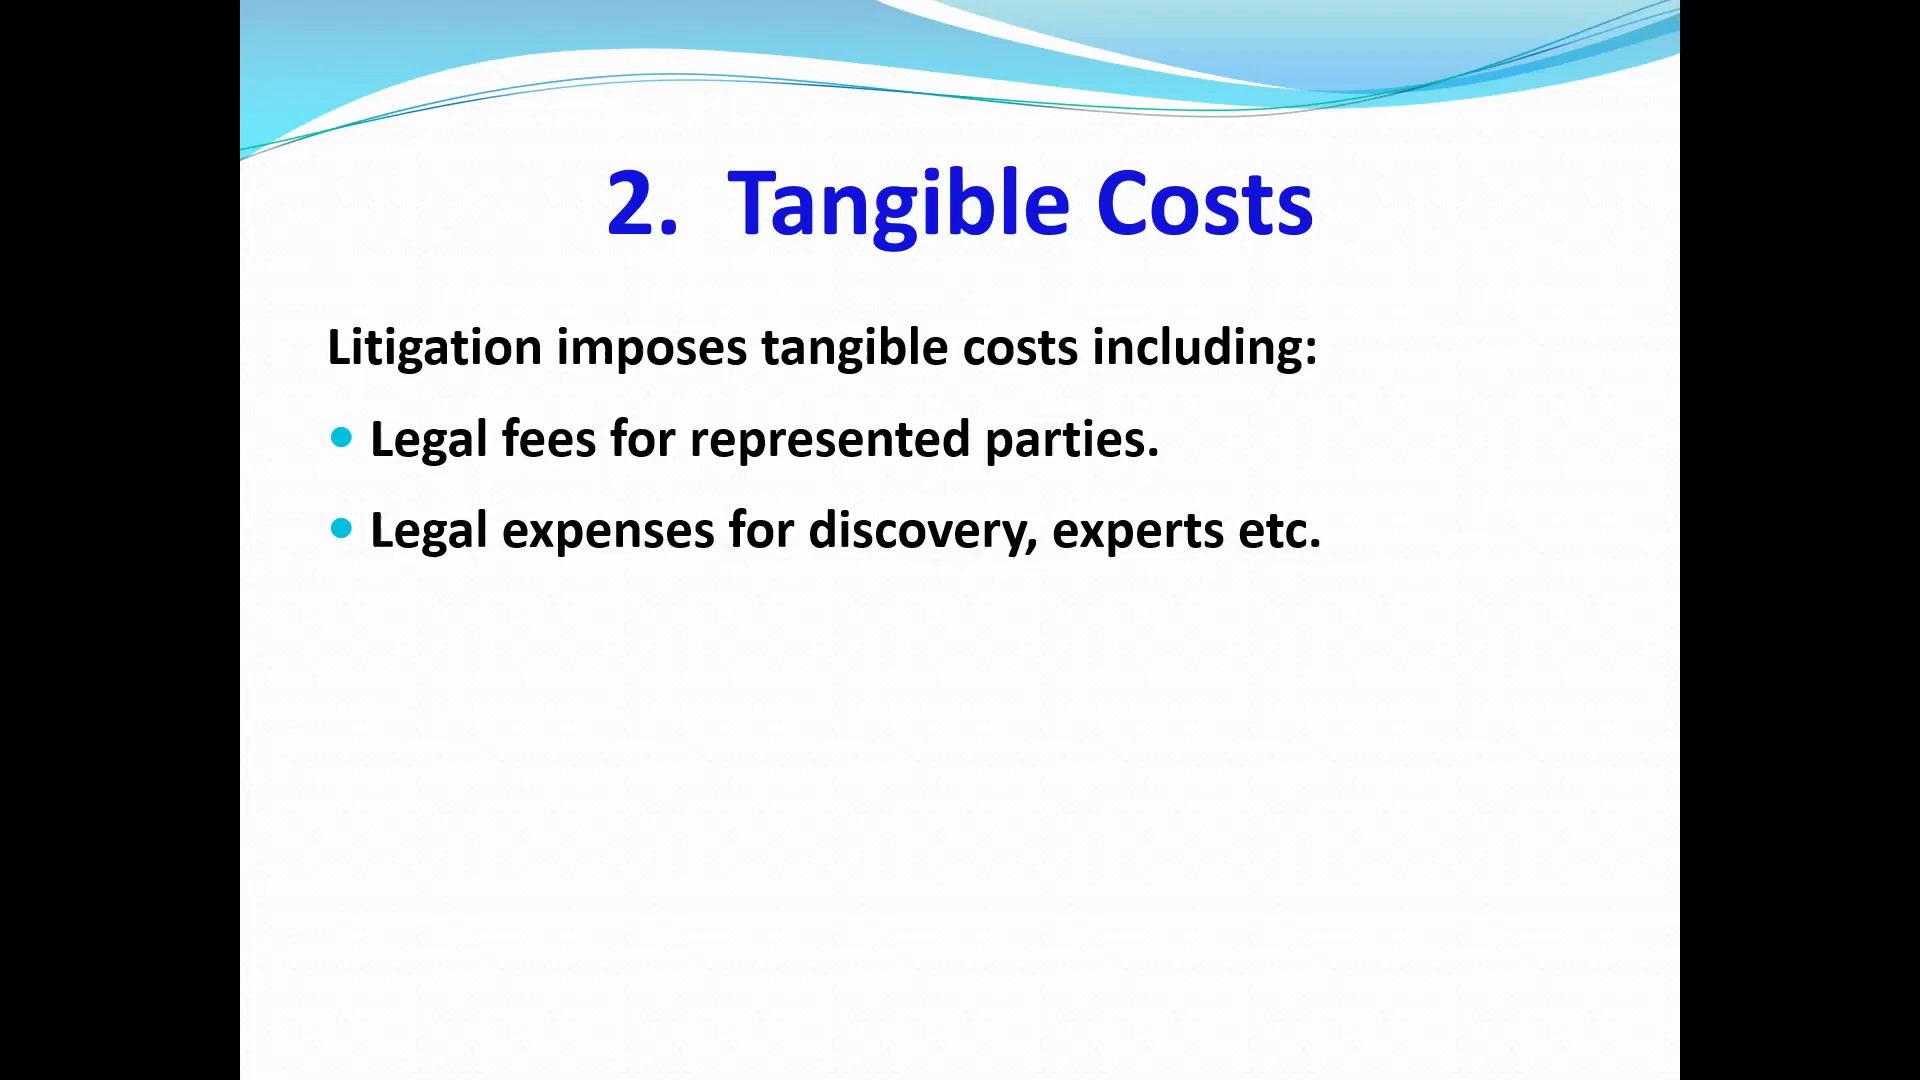 2. Tangible Costs
Litigation imposes tangible costs including:
• Legal fees for represented parties.
• Legal expenses for discovery, experts etc.